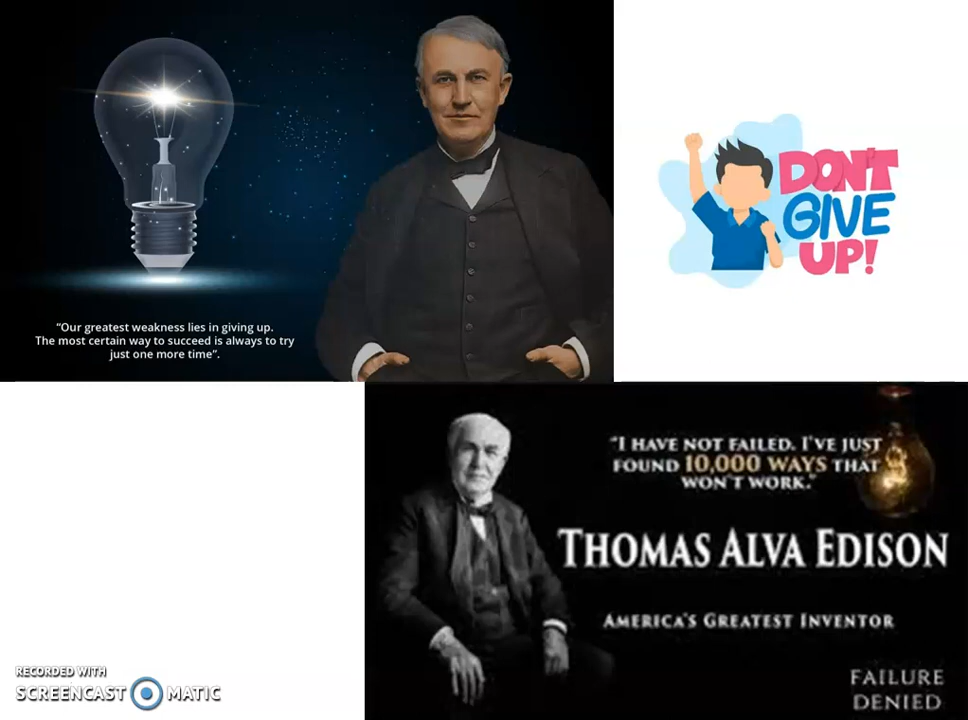 “Our greatest weakness lies in giving up.
The most certain way to succeed is always to try
just one more time”.
DON'T
GIVE
UP!
“I HAVE NOT FAILED. I'VE JUST
FOUND 10,000 WAYS THAT
WON'T WORK.”
THOMAS ALVA EDISON
AMERICA'S GREATEST INVENTOR
FAILURE
DENIED
RECORDED WITH
SCREENCAST MATIC